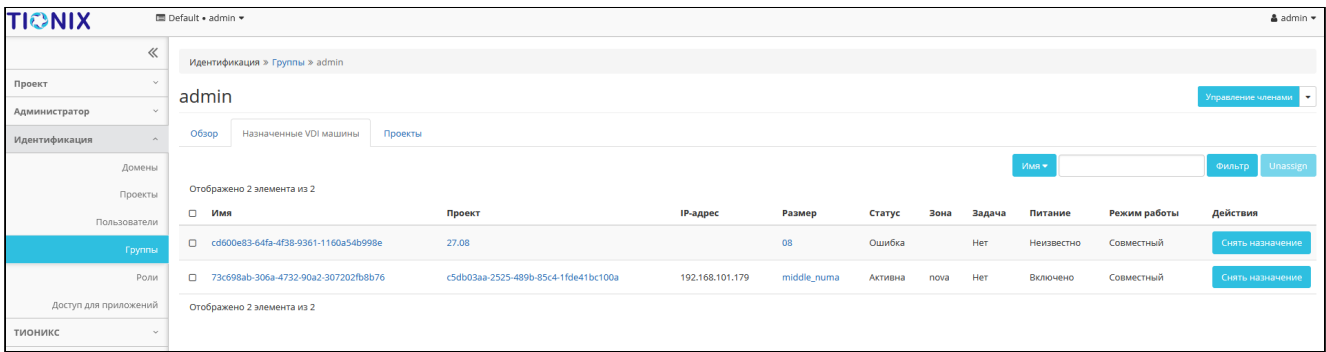 TIONIX
Default • admin
admin
Идентификация » Группы » admin
Проект
Администратор
Идентификация
Домены
Проекты
Пользователи
Группы
Роли
Доступ для приложений
ТИОНИКС
admin
Управление членами
Обзор Назначенные VDI машины Проекты
Имя Фильтр Unassign
Отображено 2 элемента из 2
Имя Проект IP-адрес Размер Статус Зона Задача Питание Режим работы Действия
cd600e83-64fa-4f38-9361-1160a54b998e 27.08 08 Ошибка Нет Неизвестно Совместный Снять назначение
73c698ab-306a-4732-90a2-307202fb8b76 c5db03aa-2525-489b-85c4-1fde41bc100a 192.168.101.179 middle_numa Активна nova Нет Включено Совместный Снять назначение
Отображено 2 элемента из 2